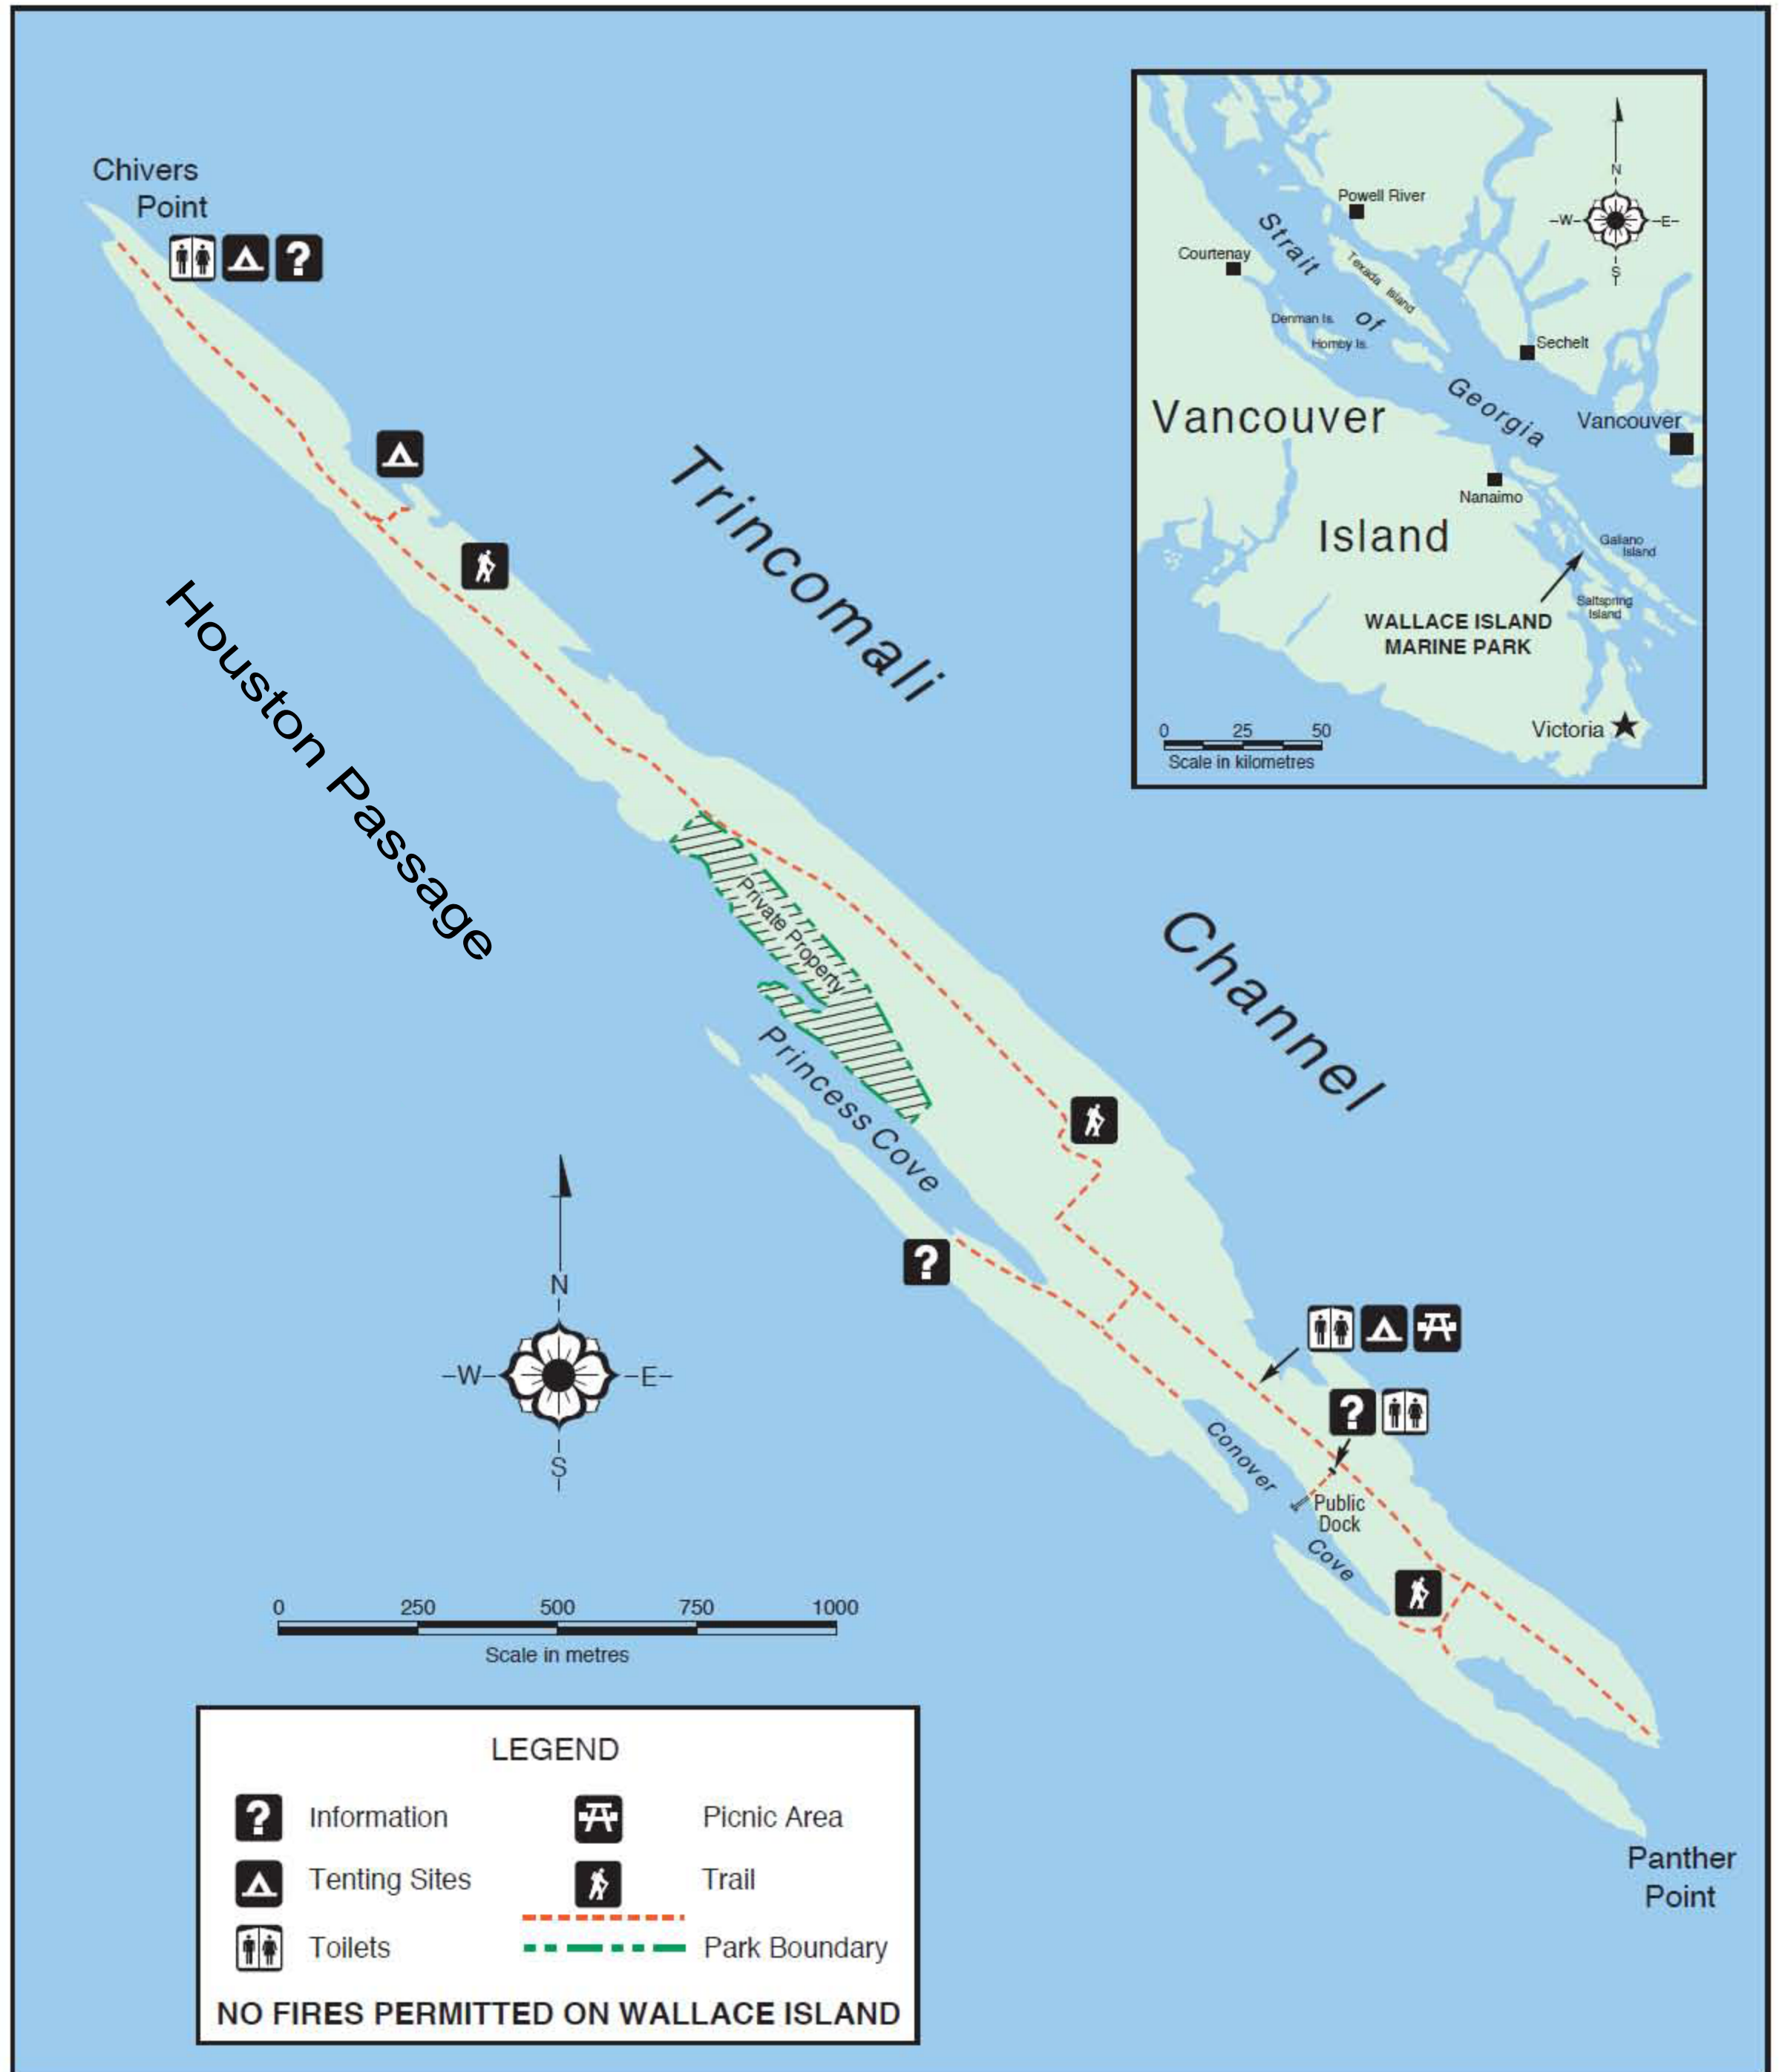 Chivers
Point
?
Trincomali
Channel
Houston Passage
Private Property
Princess Cove
?
?
Conover
Cove
Public
Dock
Panther
Point
N
-W-
-E-
S
0 250 500 750 1000
Scale in metres
LEGEND
? Information
Picnic Area
Tenting Sites
Trail
Toilets
Park Boundary
NO FIRES PERMITTED ON WALLACE ISLAND
N
-W-
-E-
S
Powell River
Courtenay
Strait
of
Georgia
Texada Island
Denman Is.
Hornby Is.
Sechelt
Vancouver
Island
Vancouver
Nanaimo
Galiano
Island
Saltspring
Island
WALLACE ISLAND
MARINE PARK
Victoria
0 25 50
Scale in kilometres